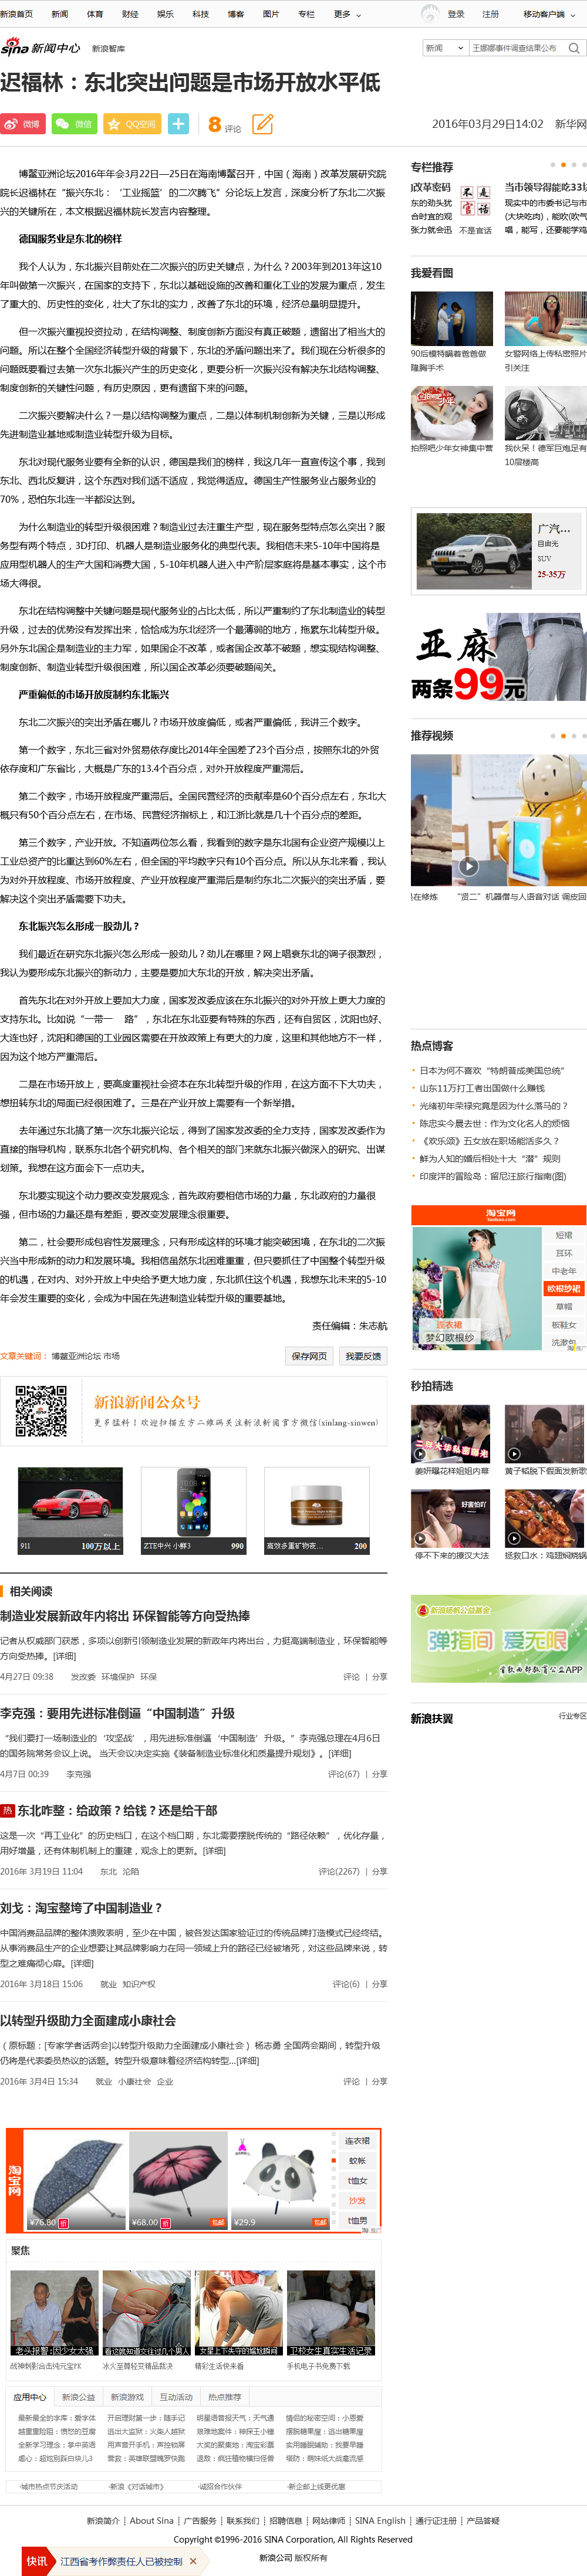 新浪首页 新闻 体育 财经 娱乐 科技 博客 图片 专栏 更多 登录 注册 移动客户端
sina 新闻中心 新浪智库
新闻 王娜娜事件调查结果公布
迟福林：东北突出问题是市场开放水平低
微博 微信 QQ空间 8 评论
2016年03月29日14:02 新华网
博鳌亚洲论坛2016年年会3月22日—25日在海南博鳌召开，中国（海南）改革发展研究院
院长迟福林在“振兴东北：‘工业摇篮’的二次腾飞”分论坛上发言，深度分析了东北二次振
兴的关键所在，本文根据迟福林院长发言内容整理。
德国服务业是东北的榜样
我个人认为，东北振兴目前处在二次振兴的历史关键点，为什么？2003年到2013年这10
年叫做第一次振兴，在国家的支持下，东北以基础设施的改善和重化工业的发展为重点，发生
了重大的、历史性的变化，壮大了东北的实力，改善了东北的环境，经济总量明显提升。
但一次振兴重视投资拉动，在结构调整、制度创新方面没有真正破题，遗留出了相当大的
问题。所以在整个全国经济转型升级的背景下，东北的矛盾问题出来了。我们现在分析很多的
问题既要看过去第一次东北振兴产生的历史变化，更要分析一次振兴没有解决东北结构调整、
制度创新的关键性问题，有历史原因，更有遗留下来的问题。
二次振兴要解决什么？一是以结构调整为重点，二是以体制机制创新为关键，三是以形成
先进制造业基地或制造业转型升级为目标。
东北对现代服务业要有全新的认识，德国是我们的榜样，我这几年一直宣传这个事，我到
东北、西北反复讲，这个东西对我们适不适应，我觉得适应。德国生产性服务业占服务业的
70%，恐怕东北连一半都没达到。
为什么制造业的转型升级很困难？制造业过去注重生产型，现在服务型特点怎么突出？服
务型有两个特点，3D打印、机器人是制造业服务化的典型代表。我相信未来5-10年中国将是
应用型机器人的生产大国和消费大国，5-10年机器人进入中产阶层家庭将是基本事实，这个市
场大得很。
东北在结构调整中关键问题是现代服务业的占比太低，所以严重制约了东北制造业的转型
升级，过去的优势没有发挥出来，恰恰成为东北经济一个最薄弱的地方，拖累东北转型升级。
另外东北国企是制造业的主力军，如果国企不改革，或者国企改革不破题，想实现结构调整、
制度创新、制造业转型升级很困难，所以国企改革必须要破题闯关。
严重偏低的市场开放度制约东北振兴
东北二次振兴的突出矛盾在哪儿？市场开放度偏低，或者严重偏低，我讲三个数字。
第一个数字，东北三省对外贸易依存度比2014年全国差了23个百分点，按照东北的外贸
依存度和广东省比，大概是广东的13.4个百分点，对外开放程度严重滞后。
第二个数字，市场开放程度严重滞后。全国民营经济的贡献率是60个百分点左右，东北大
概只有50个百分点左右，在市场、民营经济指标上，和江浙比就是几十个百分点的差距。
第三个数字，产业开放。不知道两位怎么看，我看到的数字是东北国有企业资产规模以上
工业总资产的比重达到60%左右，但全国的平均数字只有10个百分点。所以从东北来看，我认
为对外开放程度、市场开放程度、产业开放程度严重滞后是制约东北二次振兴的突出矛盾，要
解决这个突出矛盾需要下功夫。
东北振兴怎么形成一股劲儿？
我们最近在研究东北振兴怎么形成一股劲儿？劲儿在哪里？网上唱衰东北的调子很激烈，
我认为要形成东北振兴的动力，主要是要加大力度开放，解决突出矛盾。
首先东北在对外开放上要加大力度，国家发改委应该在东北振兴的对外开放上更大力度的
支持东北。比如说“一带一 路”，东北在东北亚要有特殊的东西，还有自贸区，沈阳也好、
大连也好，沈阳和德国的工业园区需要在开放政策上有更大的力度，这里和其他地方不一样，
因为这个地方严重滞后。
二是在市场开放上，要高度重视社会资本在东北转型升级的作用，在这方面不下大功夫，
想扭转东北的局面已经很困难了。三是在产业开放上需要有一个新举措。
去年通过东北搞了第一次东北振兴论坛，得到了国家发改委的全力支持，国家发改委作为
直接的指导机构，联系东北各个研究机构、各个相关的部门来就东北振兴做深入的研究、出谋
划策。我想在这方面会下一点功夫。
东北要实现这个动力要改变发展观念，首先政府要相信市场的力量，东北政府的力量很
强，但市场的力量还是有差距，要改变发展理念很重要。
第二，社会要形成包容性发展理念，只有形成这样的环境才能突破困境，在东北的二次振
兴当中形成新的动力和发展环境。我相信虽然东北困难重重，但只要抓住了中国整个转型升级
的机遇，在对内、对外开放上中央给予更大地力度，东北抓住这个机遇，我想东北未来的5-10
年会发生重要的变化，会成为中国在先进制造业转型升级的重要基地。
责任编辑：朱志航
文章关键词： 博鳌亚洲论坛 市场 保存网页 我要反馈
新浪新闻公众号
更多猛料！欢迎扫描左方二维码关注新浪新闻官方微信(xinlang-xinwen)
911 100万以上 ZTE中兴 小鲜3 990 高效多重矿物夜... 200
相关阅读
制造业发展新政年内将出 环保智能等方向受热捧
记者从权威部门获悉，多项以创新引领制造业发展的新政年内将出台，力挺高端制造业，环保智能等
方向受热捧。[详细]
4月27日 09:38 发改委 环境保护 环保 评论 | 分享
李克强：要用先进标准倒逼“中国制造”升级
“我们要打一场制造业的‘攻坚战’，用先进标准倒逼‘中国制造’升级。”李克强总理在4月6日
的国务院常务会议上说。 当天会议决定实施《装备制造业标准化和质量提升规划》。[详细]
4月7日 00:39 李克强 评论(67) | 分享
热 东北咋整：给政策？给钱？还是给干部
这是一次“再工业化”的历史档口，在这个档口期，东北需要摆脱传统的“路径依赖”，优化存量，
用好增量，还有体制机制上的重建，观念上的更新。[详细]
2016年 3月19日 11:04 东北 沦陷 评论(2267) | 分享
刘戈：淘宝整垮了中国制造业？
中国消费品品牌的整体溃败表明，至少在中国，被各发达国家验证过的传统品牌打造模式已经终结。
从事消费品生产的企业想要让其品牌影响力在同一领域上升的路径已经被堵死，对这些品牌来说，转
型之难痛彻心扉。[详细]
2016年 3月18日 15:06 就业 知识产权 评论(6) | 分享
以转型升级助力全面建成小康社会
（原标题：[专家学者话两会]以转型升级助力全面建成小康社会） 杨志勇 全国两会期间，转型升级
仍将是代表委员热议的话题。转型升级意味着经济结构转型...[详细]
2016年 3月4日 15:34 就业 小康社会 企业 评论 | 分享
淘宝网 ¥76.80 ¥68.00 包邮 ¥29.9 包邮
连衣裙
蚊帐
t恤女
沙发
t恤男
聚焦
老头报警:因少女太强 看这就知道女往过几个男人 女星上下失守的尴尬瞬间 卫校女生真实生活记录
战神刺影合击纯元宝YK 冰火至尊轻变精品裁决 精彩生活快来看 手机电子书免费下载
应用中心 新浪公益 新浪游戏 互动活动 热点推荐
·城市热点节庆活动 ·新浪《对话城市》 ·诚招合作伙伴 ·新企邮上线更优惠
新浪简介 | About Sina | 广告服务 | 联系我们 | 招聘信息 | 网站律师 | SINA English | 通行证注册 | 产品答疑
Copyright ©1996-2016 SINA Corporation, All Rights Reserved
新浪公司 版权所有
快讯 江西省考作弊责任人已被控制 ×
专栏推荐
的改革密码
东的劲头犹
合时宜的观
张力就会迅
不是官话
不是官话
当市领导得能吃33块
现实中的市委书记与市
(大块吃肉)，能吹(吹气
唱，能写，还要能学鸡
我爱看图
90后模特瞒着爸爸做
隆胸手术
女警网络上传私密照片
引关注
拍照吧少年女神集中营
我伙呆！德军巨炮足有
10层楼高
广汽...
自由光
SUV
25-35万
亚麻
两条99元
推荐视频
是在修炼 “贤二”机器僧与人语音对话 调皮回
热点博客
日本为何不喜欢“特朗普成美国总统”
山东11万打工者出国做什么赚钱
光绪初年荣禄究竟是因为什么落马的？
陈忠实今晨去世：作为文化名人的烦恼
《欢乐颂》五女放在职场能活多久？
鲜为人知的婚后相处十大“潜”规则
印度洋的冒险岛：留尼汪旅行指南(图)
淘宝网
Taobao.com
短裙
耳环
中老年
欧根纱裙
草帽
板鞋女
洗漱包
连衣裙
梦幻欧根纱
秒拍精选
姜妍曝花样姐姐内幕 黄子韬脱下假面发新歌
好害怕吖
停不下来的撩汉大法 拯救口水：鸡翅焖烧锅
新浪扬帆公益基金
弹指间 爱无限
新浪扶翼 行业专区